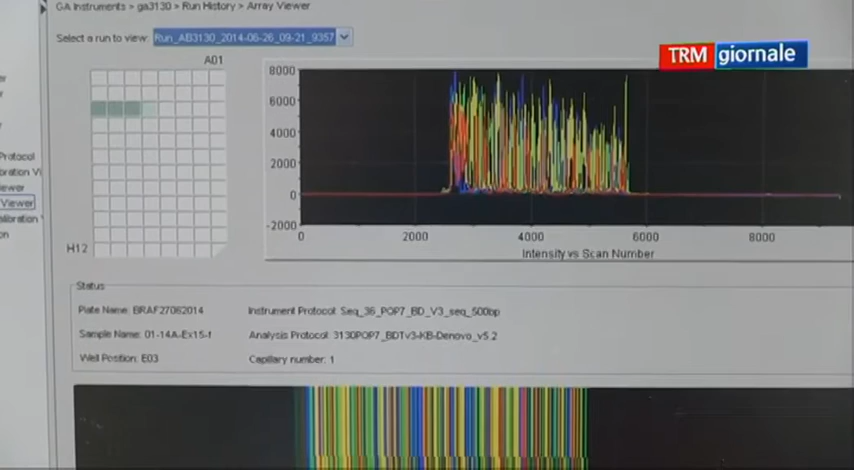 GA Instruments > ga3130 > Run History > Array Viewer
Select a run to view: Run_AB3130_2014-06-26_09-21_9357
TRM giornale
A01
H12
8000
6000
4000
2000
0
-2000
0 2000 4000 6000 8000
Intensity vs Scan Number
Protocol
Viewer
Status
Plate Name: BRAF27062014 Instrument Protocol: Seq_36_POP7_BD_V3_seq_500bp
Sample Name: 01-14A-Ex15-f Analysis Protocol: 3130POP7_BDTv3-KB-Denovo_v5.2
Well Position: E03 Capillary number: 1